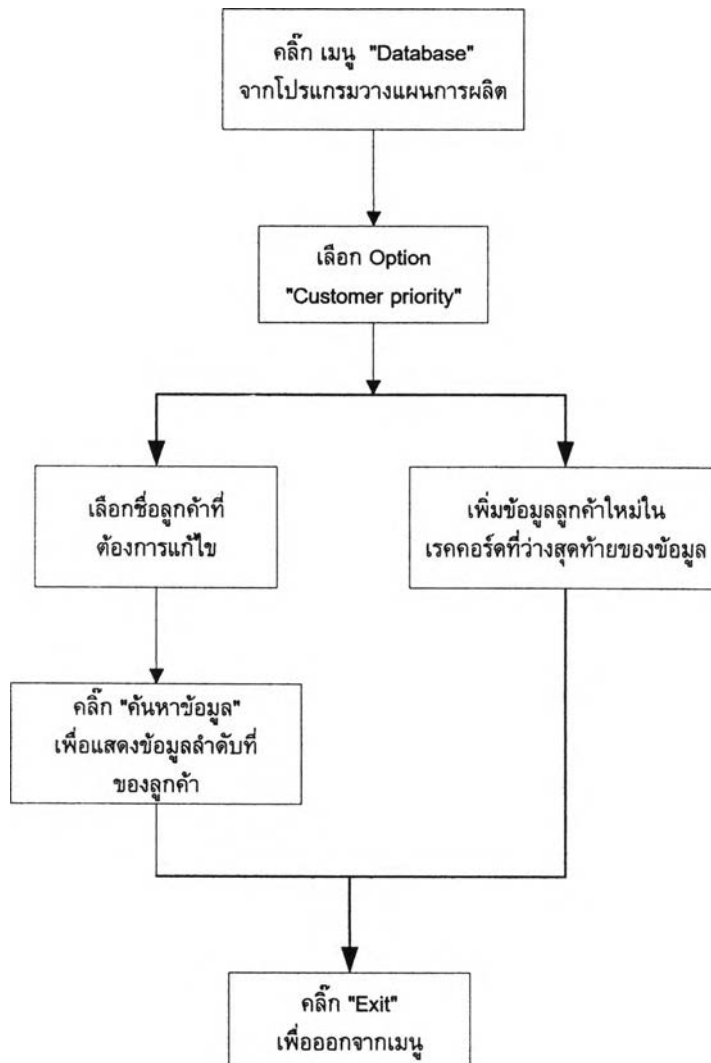 คลิ๊ก เมนู "Database"
จากโปรแกรมวางแผนการผลิต
เลือก Option
"Customer priority"
เลือกชื่อลูกค้าที่
ต้องการแก้ไข
เพิ่มข้อมูลลูกค้าใหม่ใน
เรคคอร์ดที่ว่างสุดท้ายของข้อมูล
คลิ๊ก "ค้นหาข้อมูล"
เพื่อแสดงข้อมูลลำดับที่
ของลูกค้า
คลิ๊ก "Exit"
เพื่อออกจากเมนู